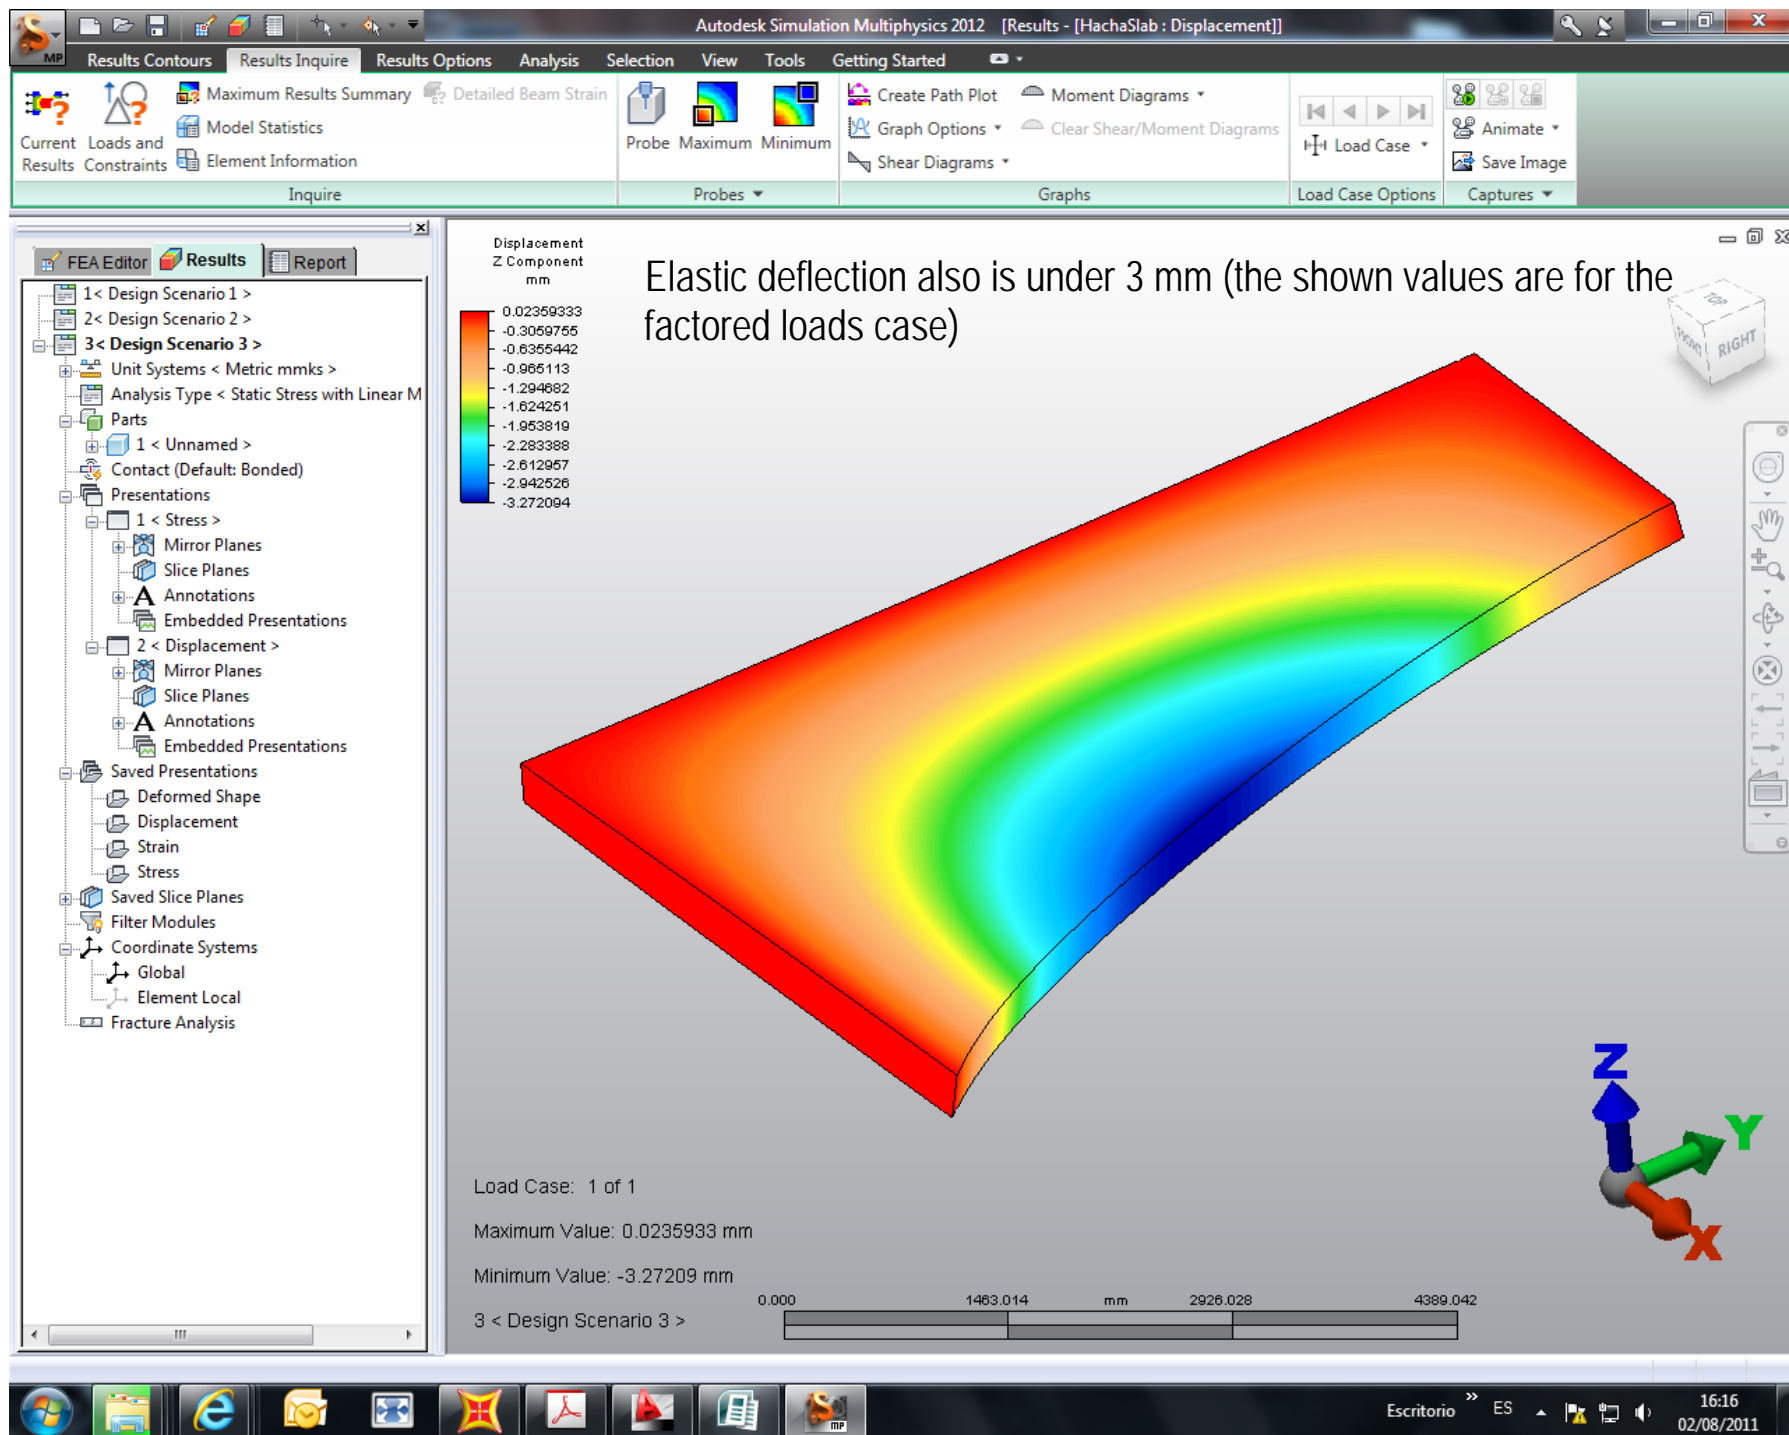 Autodesk Simulation Multiphysics 2012 [Results - [HachaSlab : Displacement]]
MP
Results Contours Results Inquire Results Options Analysis Selection View Tools Getting Started
Current Results
Loads and Constraints
Maximum Results Summary
Model Statistics
Element Information
Detailed Beam Strain
Inquire
Probe Maximum Minimum
Probes
Create Path Plot
Graph Options
Shear Diagrams
Moment Diagrams
Clear Shear/Moment Diagrams
Graphs
Load Case
Load Case Options
Animate
Save Image
Captures
FEA Editor Results Report
1< Design Scenario 1 >
2< Design Scenario 2 >
3< Design Scenario 3 >
Unit Systems < Metric mmks >
Analysis Type < Static Stress with Linear M
Parts
1 < Unnamed >
Contact (Default: Bonded)
Presentations
1 < Stress >
Mirror Planes
Slice Planes
A Annotations
Embedded Presentations
2 < Displacement >
Mirror Planes
Slice Planes
A Annotations
Embedded Presentations
Saved Presentations
Deformed Shape
Displacement
Strain
Stress
Saved Slice Planes
Filter Modules
Coordinate Systems
Global
Element Local
Fracture Analysis
Displacement
Z Component
mm
0.02359333
-0.3059755
-0.6355442
-0.965113
-1.294682
-1.624251
-1.953819
-2.283388
-2.612957
-2.942526
-3.272094
Elastic deflection also is under 3 mm (the shown values are for the
factored loads case)
TOP
FRONT
RIGHT
Z
Y
X
Load Case: 1 of 1
Maximum Value: 0.0235933 mm
Minimum Value: -3.27209 mm
3 < Design Scenario 3 >
0.000 1463.014 mm 2926.028 4389.042
MP
Escritorio » ES
16:16
02/08/2011